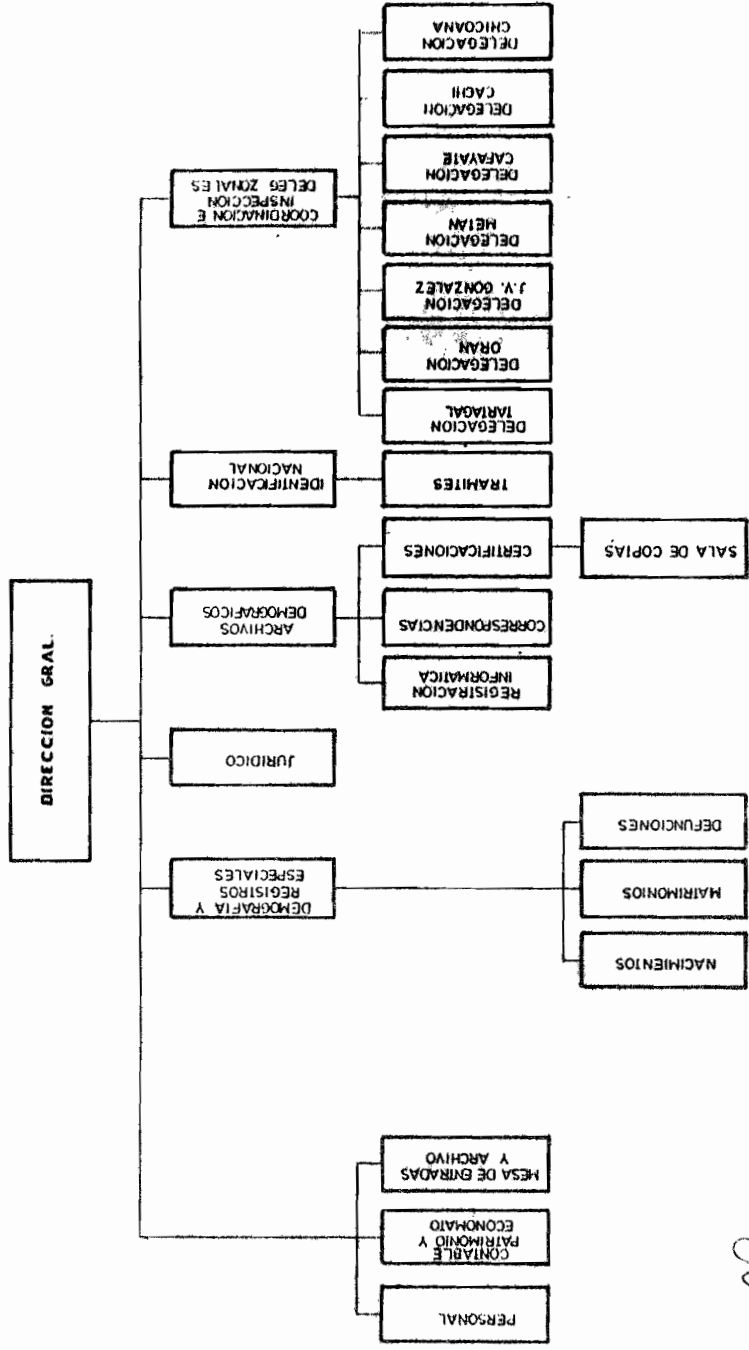 DIRECCION GRAL.
COORDINACION E
INSPECCION
DELEG ZONALES
IDENTIFICACION
NACIONAL
ARCHIVOS
DEMOGRAFICOS
JURIDICO
DEMOGRAFIA Y
REGISTROS
ESPECIALES
DELEGACION
CHICOANA
DELEGACION
CACHI
DELEGACION
CAFAYATE
DELEGACION
METAN
DELEGACION
J.V. GONZALEZ
DELEGACION
ORAN
DELEGACION
TARTAGAL
TRAMITES
CERTIFICACIONES
CORRESPONDENCIAS
REGISTRACION
INFORMATICA
MESA DE ENTRADAS
Y ARCHIVO
CONTABLE
PATRIMONIO Y
ECONOMATO
PERSONAL
SALA DE COPIAS
DEFUNCIONES
MATRIMONIOS
NACIMIENTOS